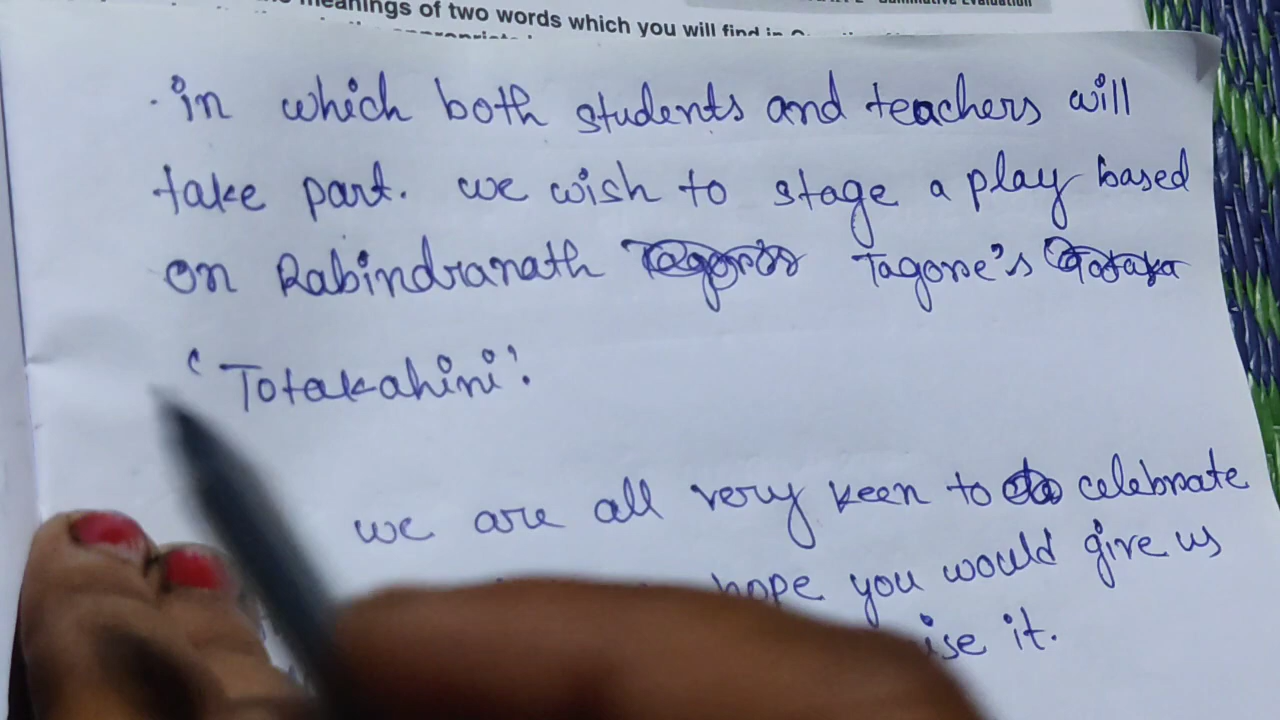 meanings of two words which you will find in
in which both students and teachers will
take part. we wish to stage a play based
on Rabindranath Tagore's
'Totakahini'.
we are all very keen to celebrate
hope you would give us
it.